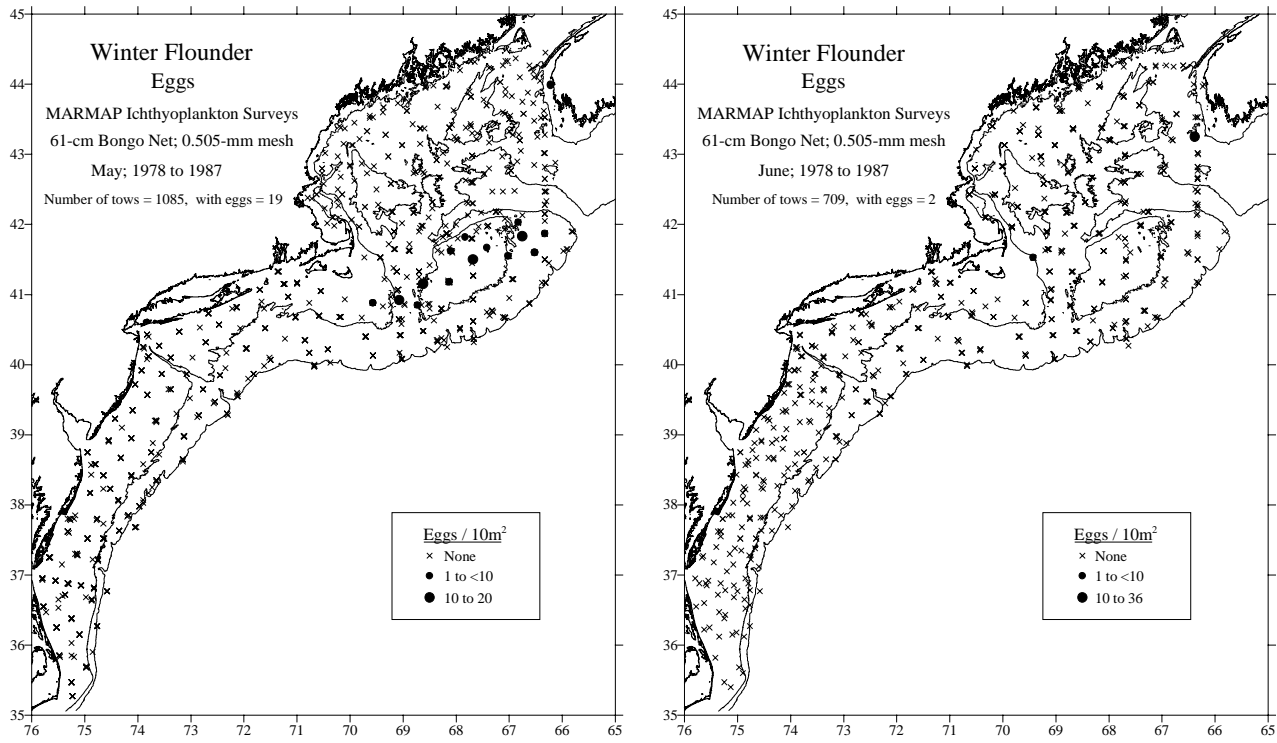 Winter Flounder
Eggs
MARMAP Ichthyoplankton Surveys
61-cm Bongo Net; 0.505-mm mesh
May; 1978 to 1987
Number of tows = 1085, with eggs = 19
Eggs / 10m²
None
1 to <10
10 to 20
45
44
43
42
41
40
39
38
37
36
35
76 75 74 73 72 71 70 69 68 67 66 65
Winter Flounder
Eggs
MARMAP Ichthyoplankton Surveys
61-cm Bongo Net; 0.505-mm mesh
June; 1978 to 1987
Number of tows = 709, with eggs = 2
Eggs / 10m²
None
1 to <10
10 to 36
45
44
43
42
41
40
39
38
37
36
35
76 75 74 73 72 71 70 69 68 67 66 65